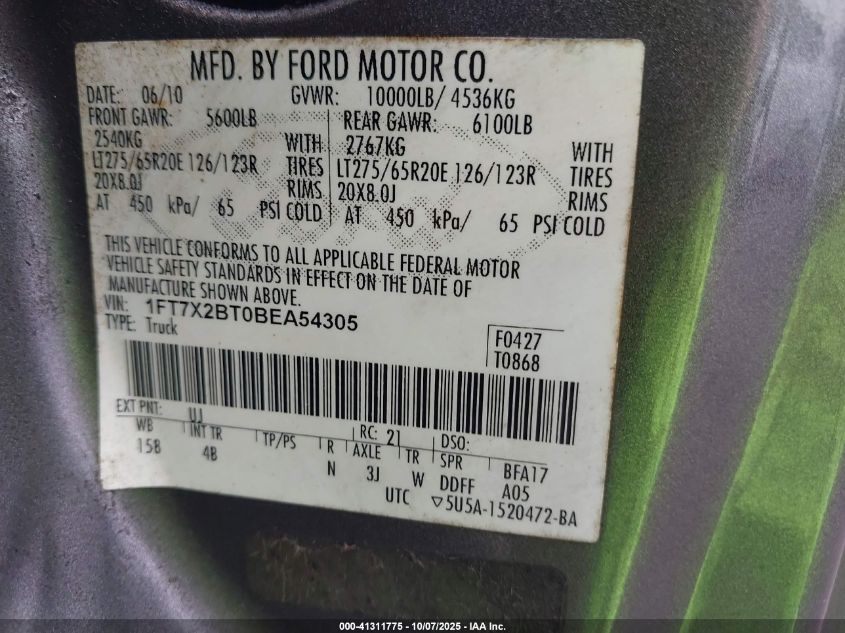 MFD. BY FORD MOTOR CO.
DATE: 06/10 GVWR: 10000LB/ 4536KG
FRONT GAWR: 5600LB REAR GAWR: 6100LB
2540KG WITH 2767KG WITH
LT275/65R20E 126/123R TIRES LT275/65R20E 126/123R TIRES
20X8.0J RIMS 20X8.0J RIMS
AT 450 kPa/ 65 PSI COLD AT 450 kPa/ 65 PSI COLD
THIS VEHICLE CONFORMS TO ALL APPLICABLE FEDERAL MOTOR
VEHICLE SAFETY STANDARDS IN EFFECT ON THE DATE OF
MANUFACTURE SHOWN ABOVE.
VIN: 1FT7X2BT0BEA54305
TYPE: Truck
F0427
T0868
EXT PNT: UJ RC: 21 DSO:
WB INT TR TP/PS R AXLE TR SPR BFA17
158 4B N 3J W DDFF A05
UTC ▽5U5A-1520472-BA
000-41311775 - 10/07/2025 - IAA Inc.